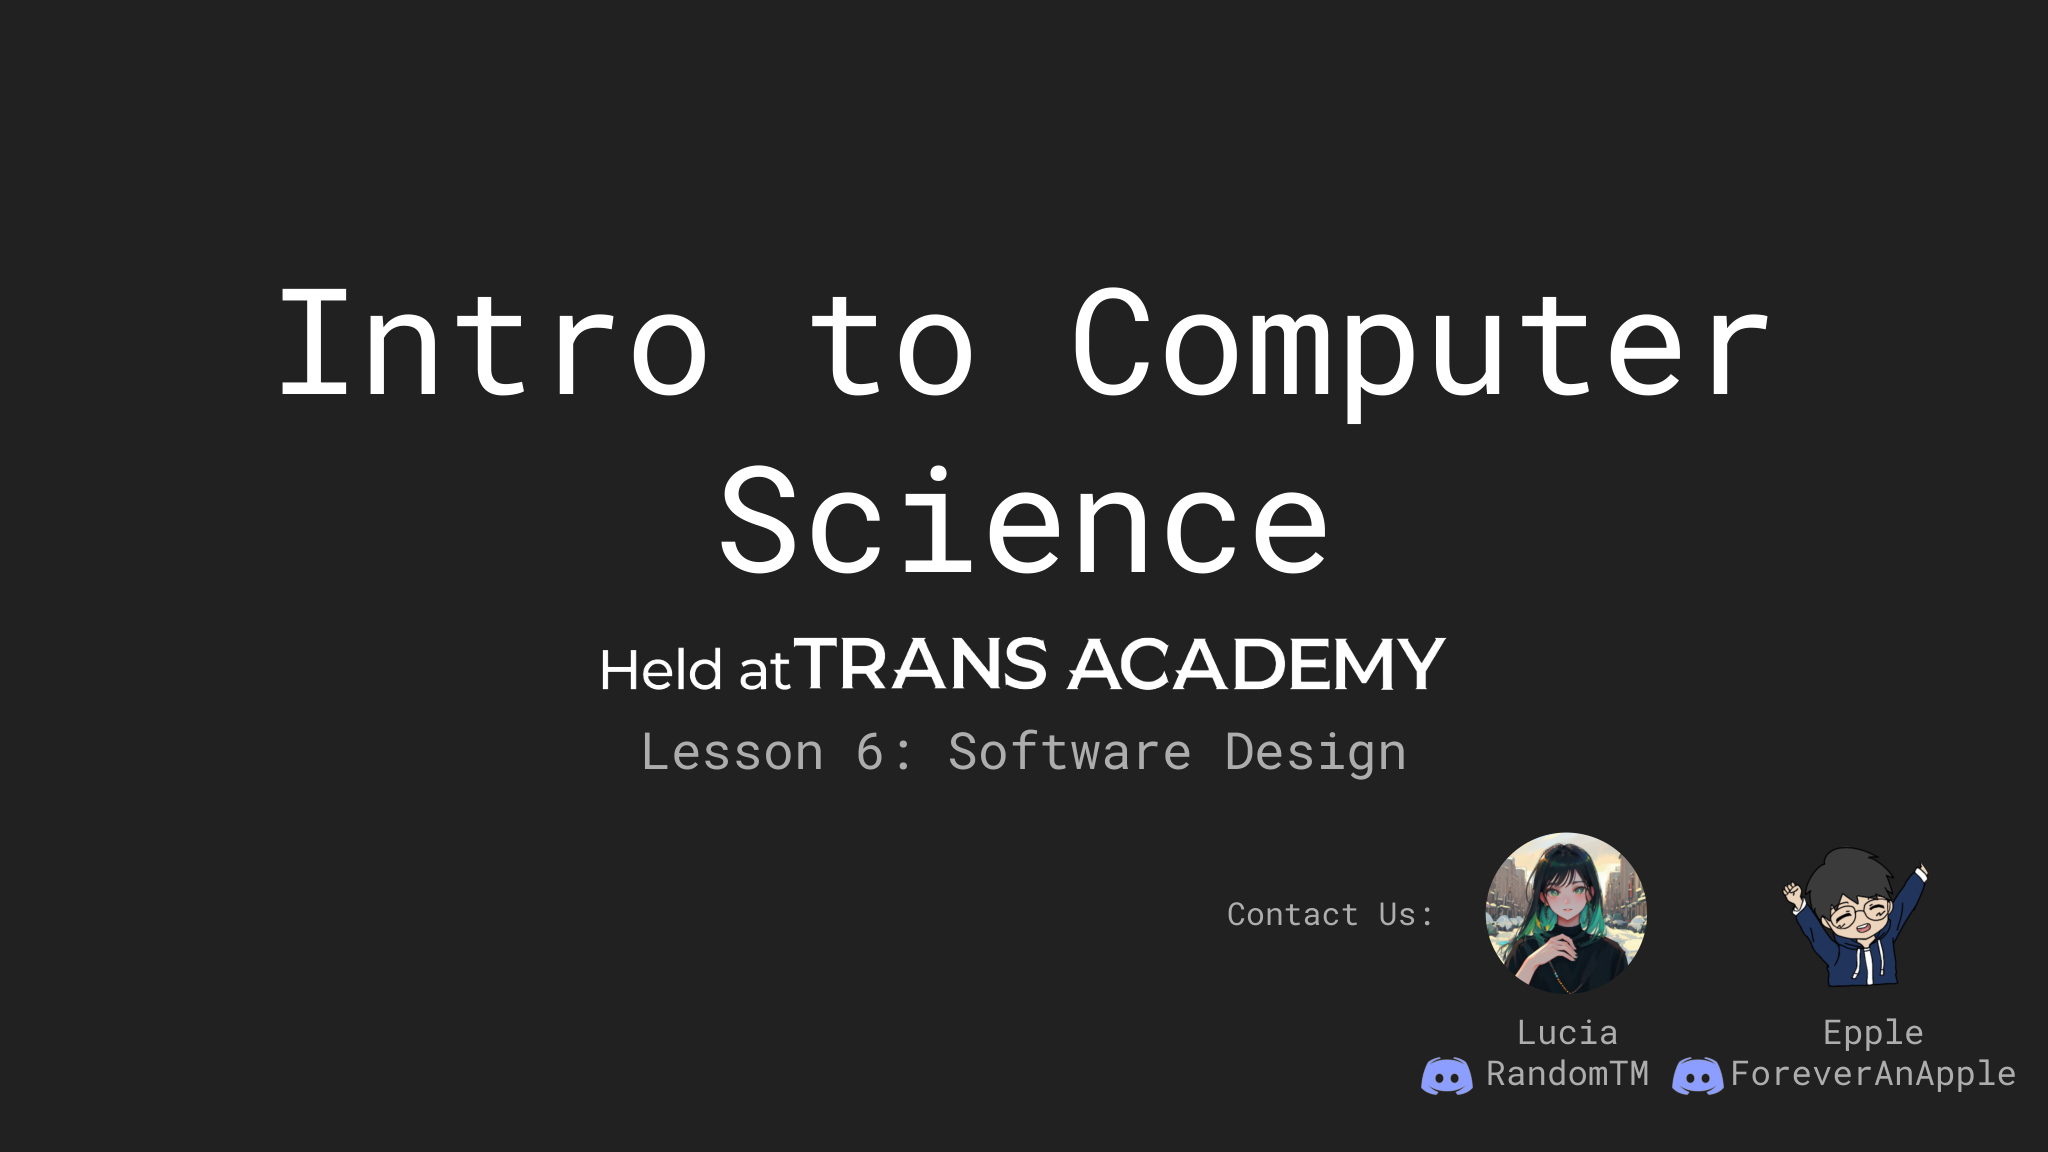 Intro to Computer
Science
Held at TRANS ACADEMY
Lesson 6: Software Design
Contact Us:
Lucia
RandomTM
Epple
ForeverAnApple